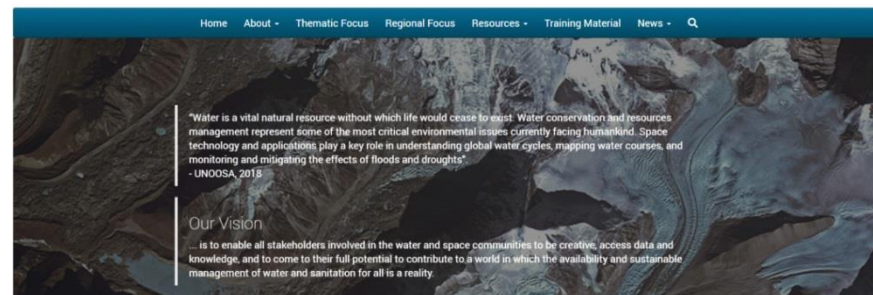 Home About Thematic Focus Regional Focus Resources Training Material News
"Water is a vital natural resource without which life would cease to exist. Water conservation and resources
management represent some of the most critical environmental issues currently facing humankind. Space
technology and applications play a key role in understanding global water cycles, mapping water courses, and
monitoring and mitigating the effects of floods and droughts"
- UNOOSA, 2018
Our Vision
... is to enable all stakeholders involved in the water and space communities to be creative, access data and
knowledge, and to come to their full potential to contribute to a world in which the availability and sustainable
management of water and sanitation for all is a reality.